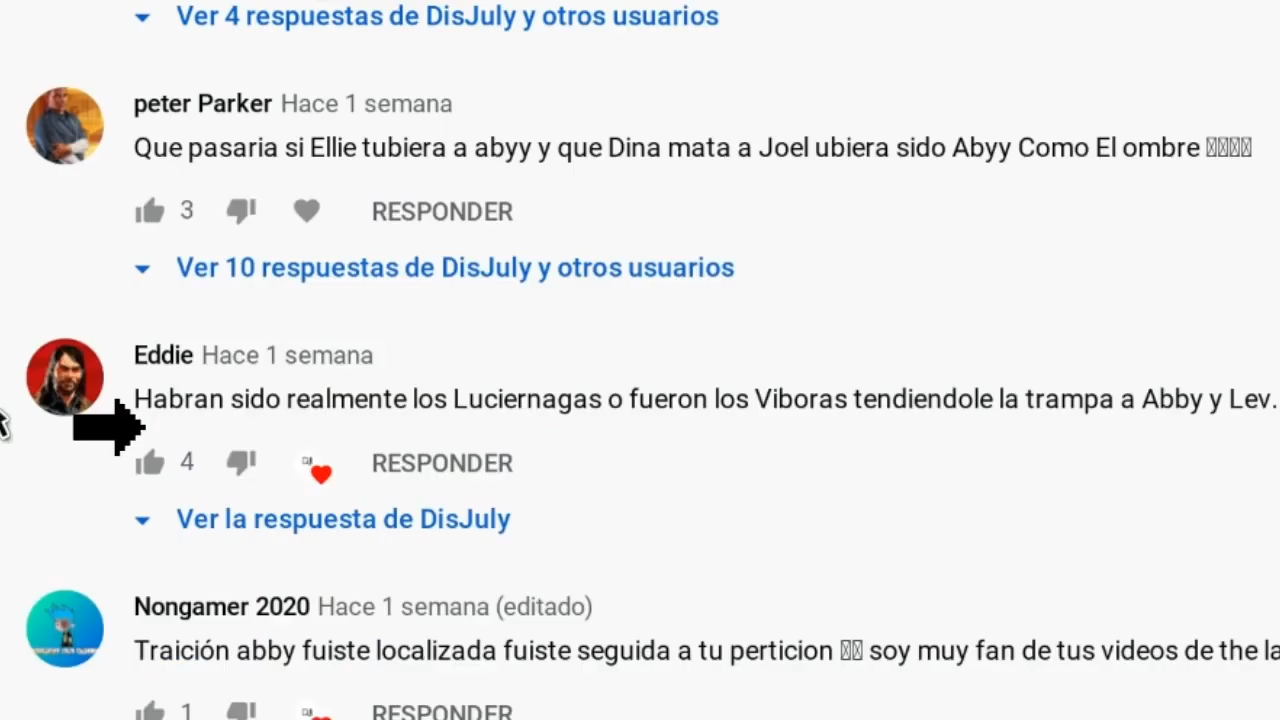 Ver 4 respuestas de DisJuly y otros usuarios
peter Parker Hace 1 semana
Que pasaria si Ellie tubiera a abyy y que Dina mata a Joel ubiera sido Abyy Como El ombre
3 RESPONDER
Ver 10 respuestas de DisJuly y otros usuarios
Eddie Hace 1 semana
Habran sido realmente los Luciernagas o fueron los Viboras tendiendole la trampa a Abby y Lev.
4 RESPONDER
Ver la respuesta de DisJuly
Nongamer 2020 Hace 1 semana (editado)
Traición abby fuiste localizada fuiste seguida a tu perticion soy muy fan de tus videos de the la
1 RESPONDER